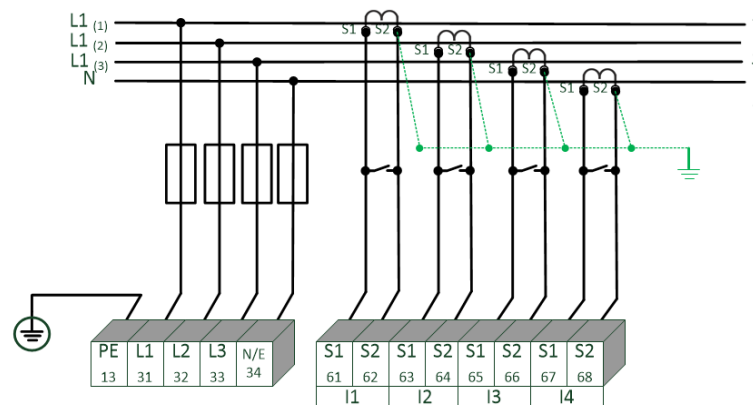 L1 (1)
L1 (2)
L1 (3)
N
S1 S2
S1 S2
S1 S2
S1 S2
PE L1 L2 L3 N/E
13 31 32 33 34
S1 S2 S1 S2 S1 S2 S1 S2
61 62 63 64 65 66 67 68
I1 I2 I3 I4